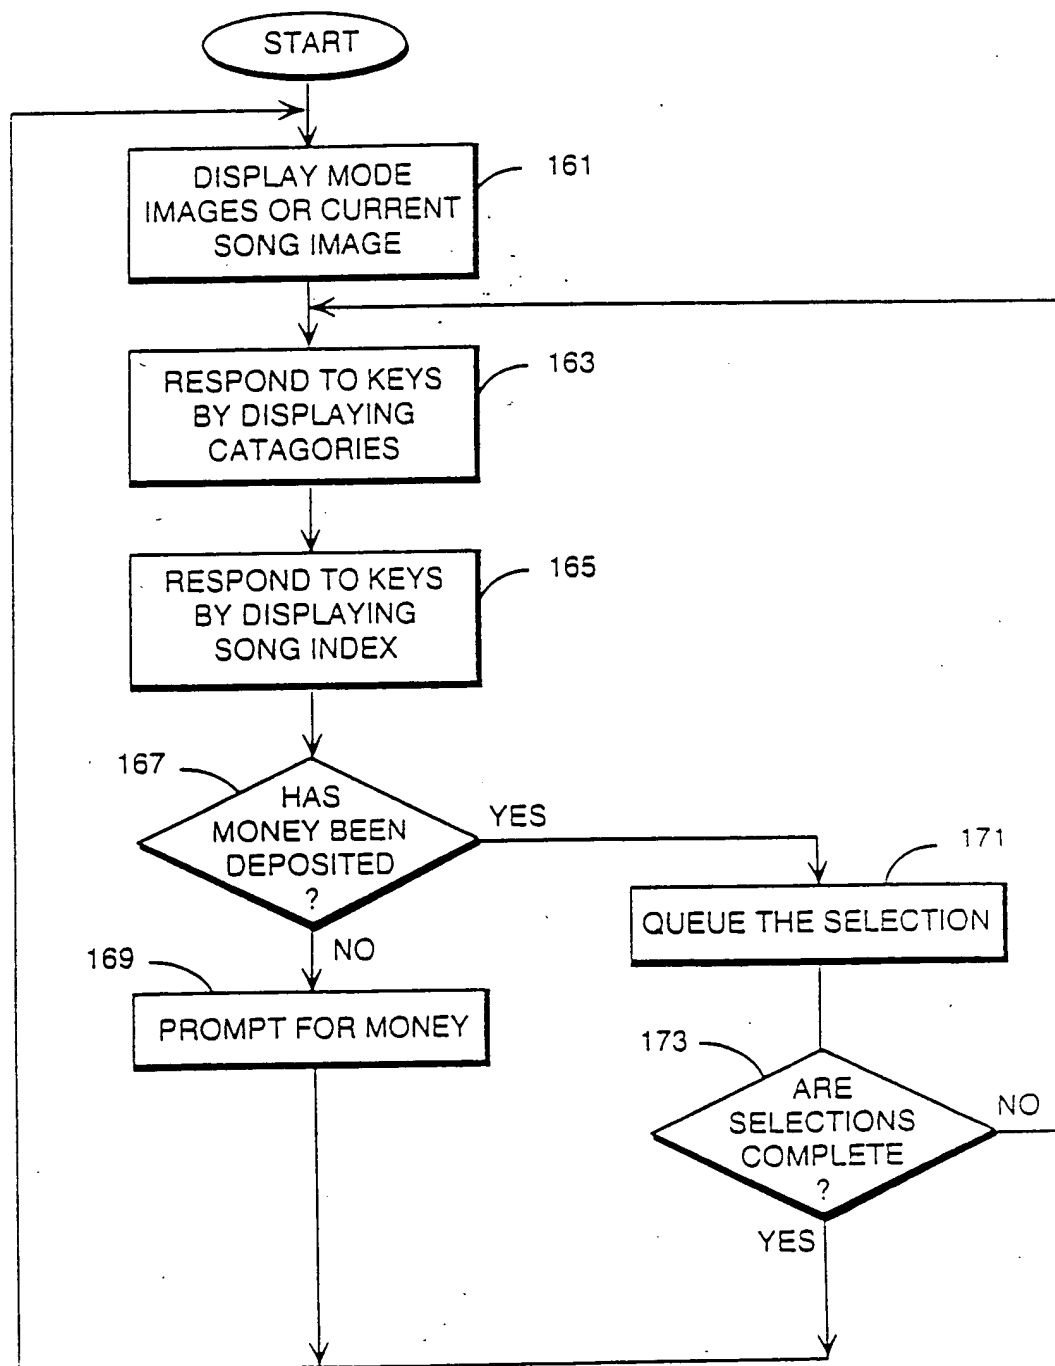 START
DISPLAY MODE
IMAGES OR CURRENT
SONG IMAGE
161
RESPOND TO KEYS
BY DISPLAYING
CATAGORIES
163
RESPOND TO KEYS
BY DISPLAYING
SONG INDEX
165
167
HAS
MONEY BEEN
DEPOSITED
?
YES
NO
171
QUEUE THE SELECTION
169
PROMPT FOR MONEY
173
ARE
SELECTIONS
COMPLETE
?
NO
YES